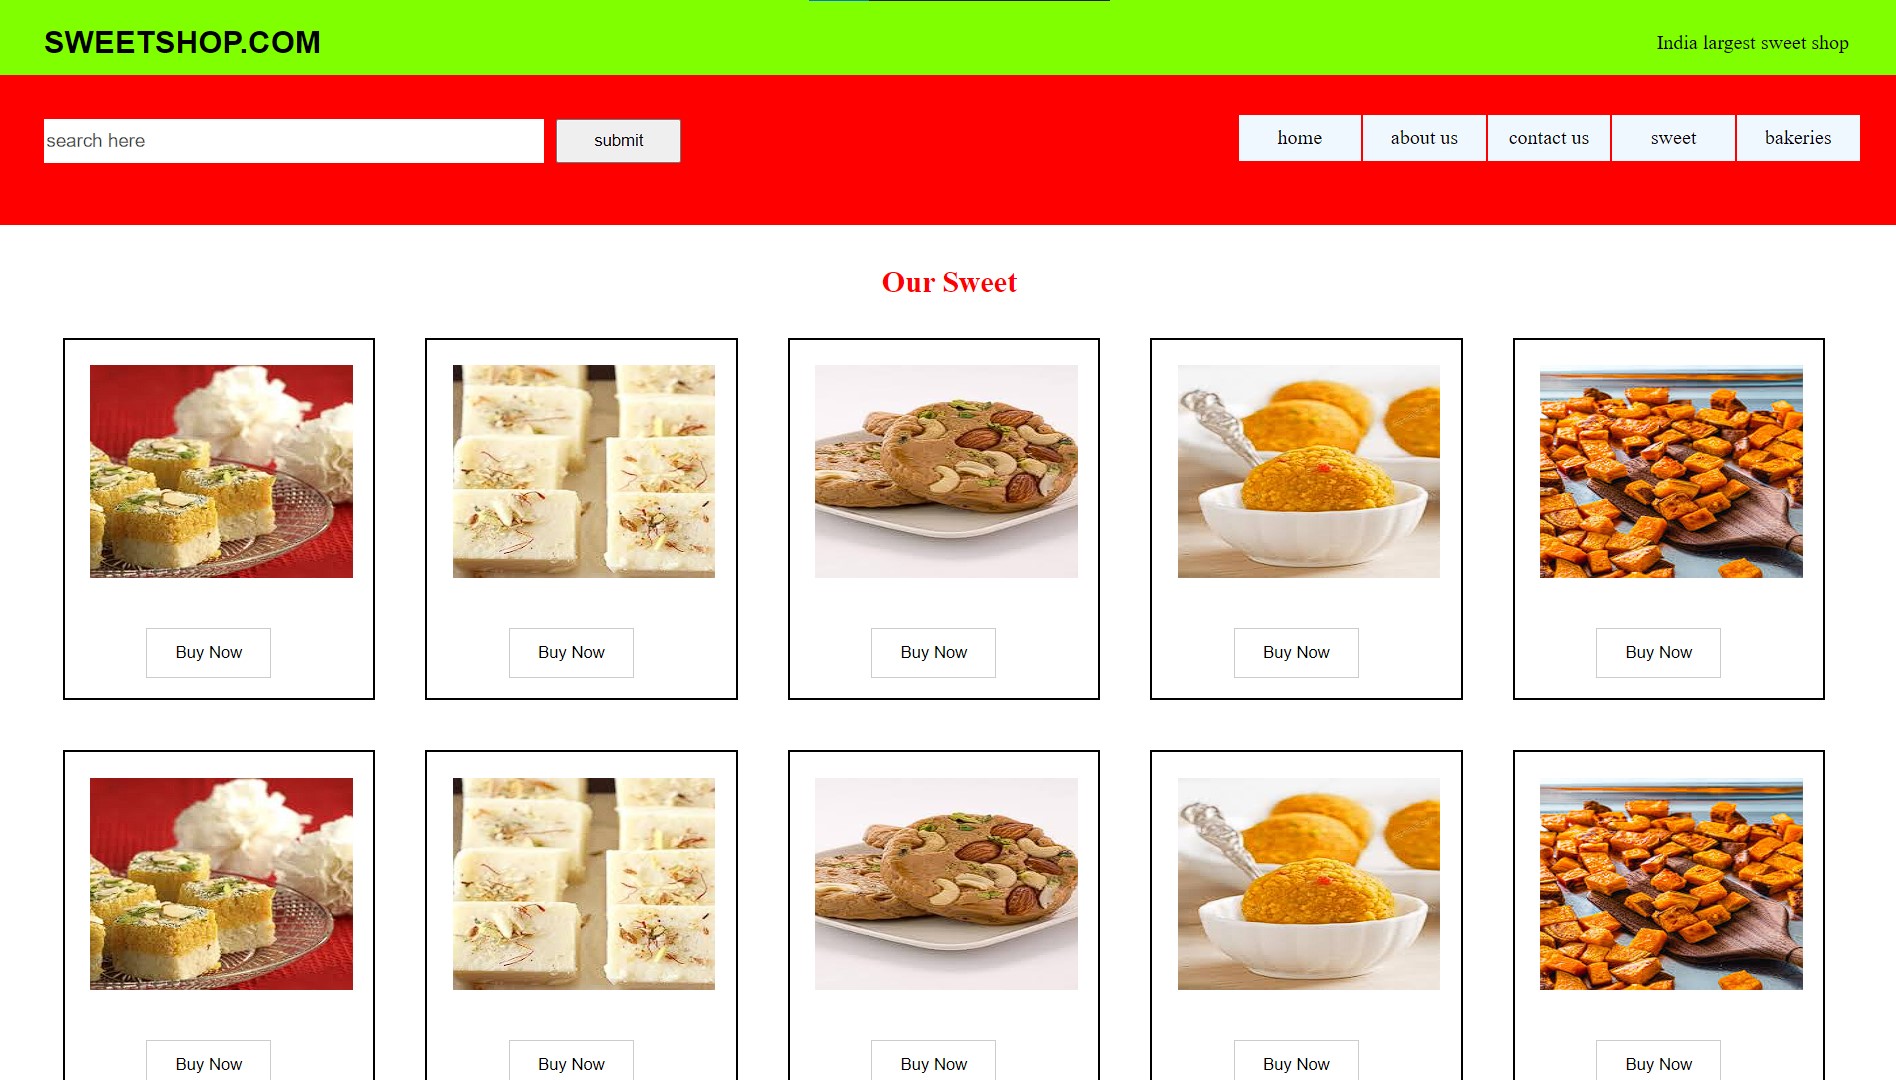 SWEETSHOP.COM
India largest sweet shop
search here
submit
home
about us
contact us
sweet
bakeries
Our Sweet
Buy Now
Buy Now
Buy Now
Buy Now
Buy Now
Buy Now
Buy Now
Buy Now
Buy Now
Buy Now